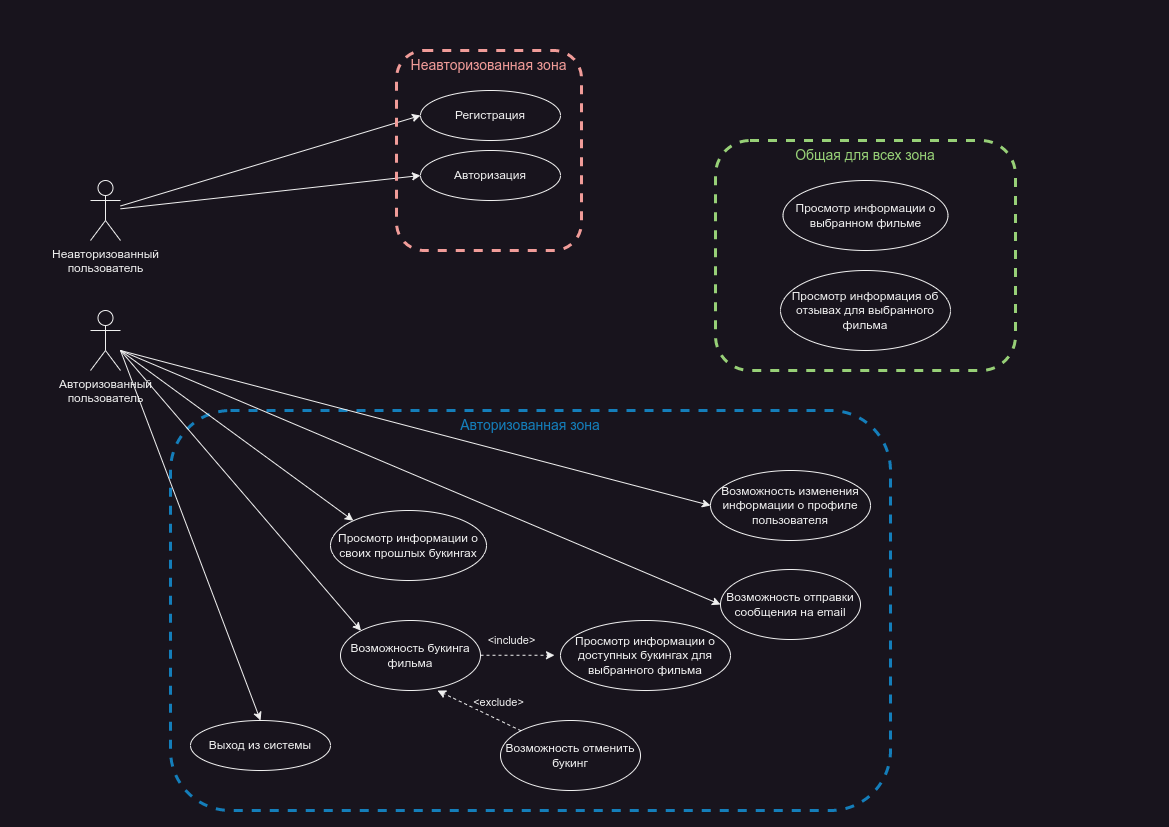 Неавторизованная зона
Регистрация
Авторизация
Общая для всех зона
Просмотр информации о
выбранном фильме
Просмотр информация об
отзывах для выбранного
фильма
Неавторизованный
пользователь
Авторизованный
пользователь
Авторизованная зона
Возможность изменения
информации о профиле
пользователя
Просмотр информации о
своих прошлых букингах
Возможность отправки
сообщения на email
Возможность букинга
фильма
<include>
Просмотр информации о
доступных букингах для
выбранного фильма
<exclude>
Выход из системы
Возможность отменить
букинг